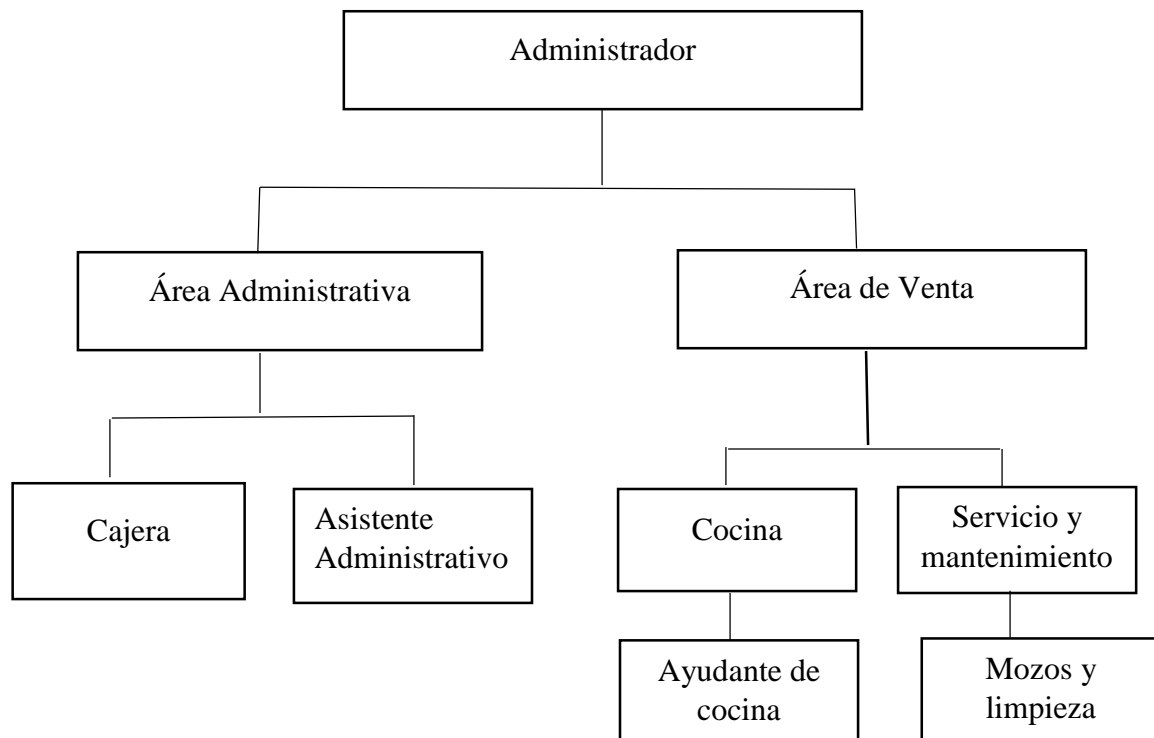 Administrador
Área Administrativa
Área de Venta
Cajera
Asistente
Administrativo
Cocina
Servicio y
mantenimiento
Ayudante de
cocina
Mozos y
limpieza